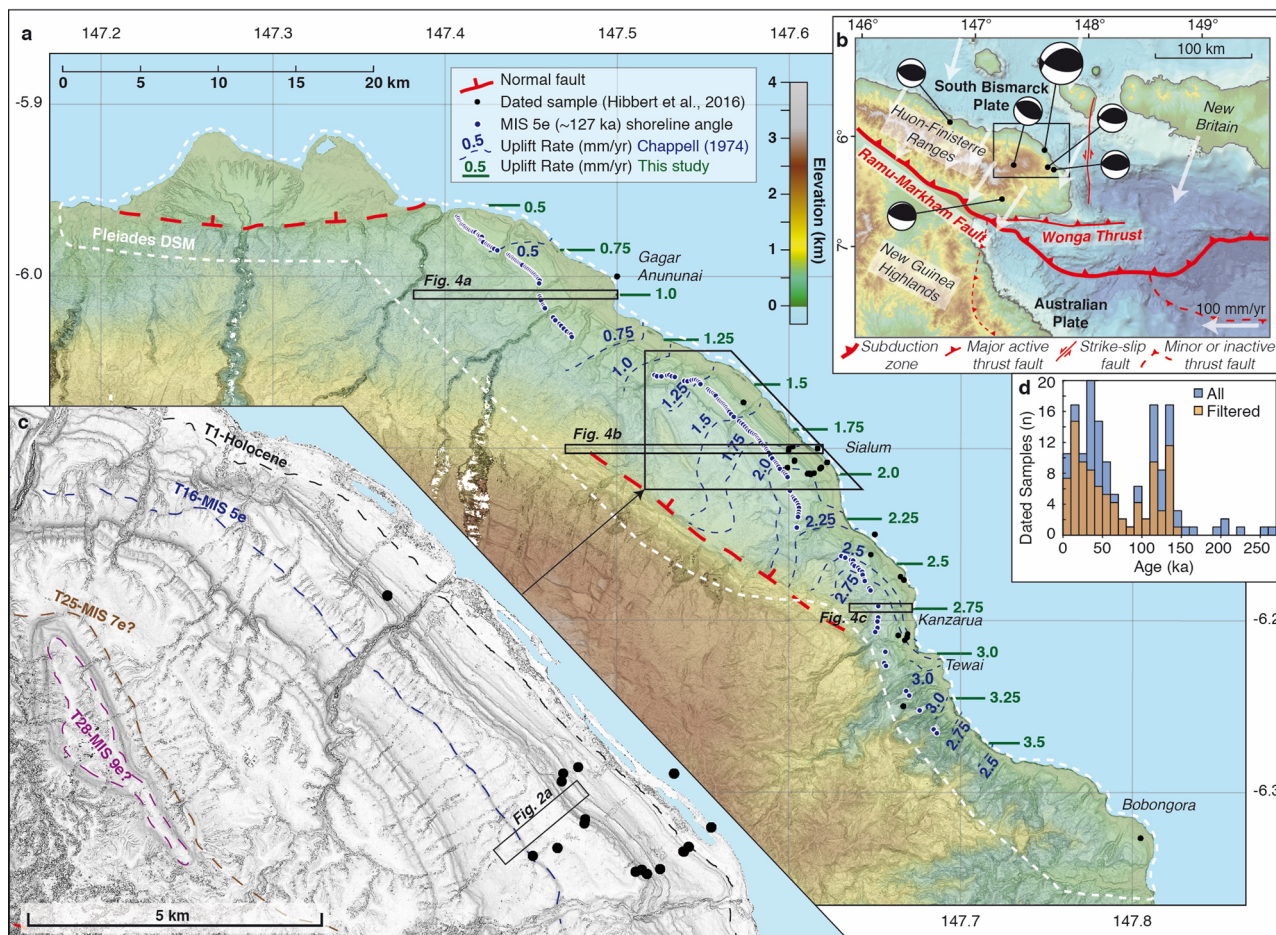 a
147.2
147.3
147.4
147.5
147.6
0
5
10
15
20 km
-5.9
-6.0
-6.2
-6.3
147.7
147.8
Normal fault
Dated sample (Hibbert et al., 2016)
MIS 5e (~127 ka) shoreline angle
0.5
Uplift Rate (mm/yr) Chappell (1974)
0.5
Uplift Rate (mm/yr) This study
4
3
2
1
0
Elevation (km)
Pleiades DSM
Gagar
Anununai
Fig. 4a
Fig. 4b
Fig. 4c
Sialum
Kanzarua
Tewai
Bobongora
0.5
0.75
1.0
1.25
1.5
1.75
2.0
2.25
2.5
2.75
3.0
3.25
3.5
0.5
0.75
1.0
1.25
1.5
1.75
2.0
2.25
2.5
2.75
3.0
3.0
2.75
2.5
b
146°
147°
148°
149°
100 km
6°
7°
South Bismarck
Plate
New
Britain
Huon-Finisterre
Ranges
Ramu-Markham Fault
Wonga Thrust
New Guinea
Highlands
Australian
Plate
100 mm/yr
Subduction
zone
Major active
thrust fault
Strike-slip
fault
Minor or inactive
thrust fault
c
T1-Holocene
T16-MIS 5e
T25-MIS 7e?
T28-MIS 9e?
Fig. 2a
5 km
d
20
16
12
8
4
0
Dated Samples (n)
All
Filtered
0
50
100
150
200
250
Age (ka)